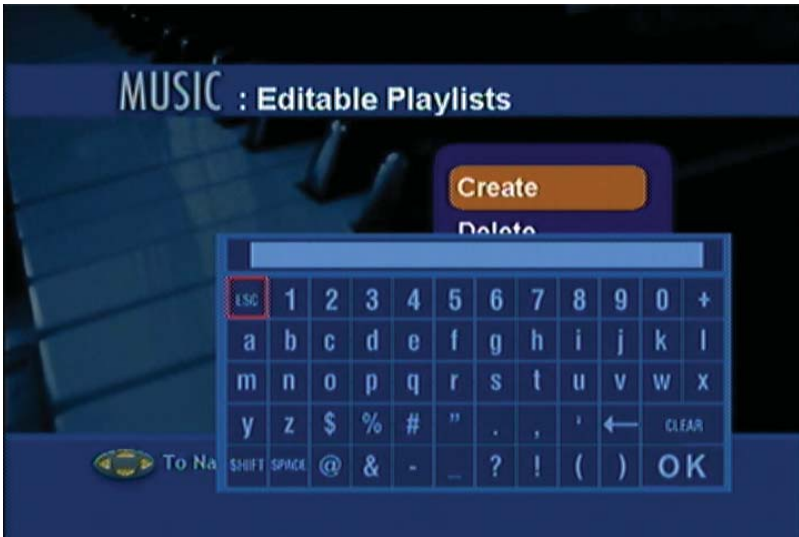 MUSIC : Editable Playlists
Create
Delete
ESC 1 2 3 4 5 6 7 8 9 0 +
a b c d e f g h i j k l
m n o p q r s t u v w x
y z $ % # " . , ' ← CLEAR
SHIFT SPACE @ & - _ ? ! ( ) OK
To Na